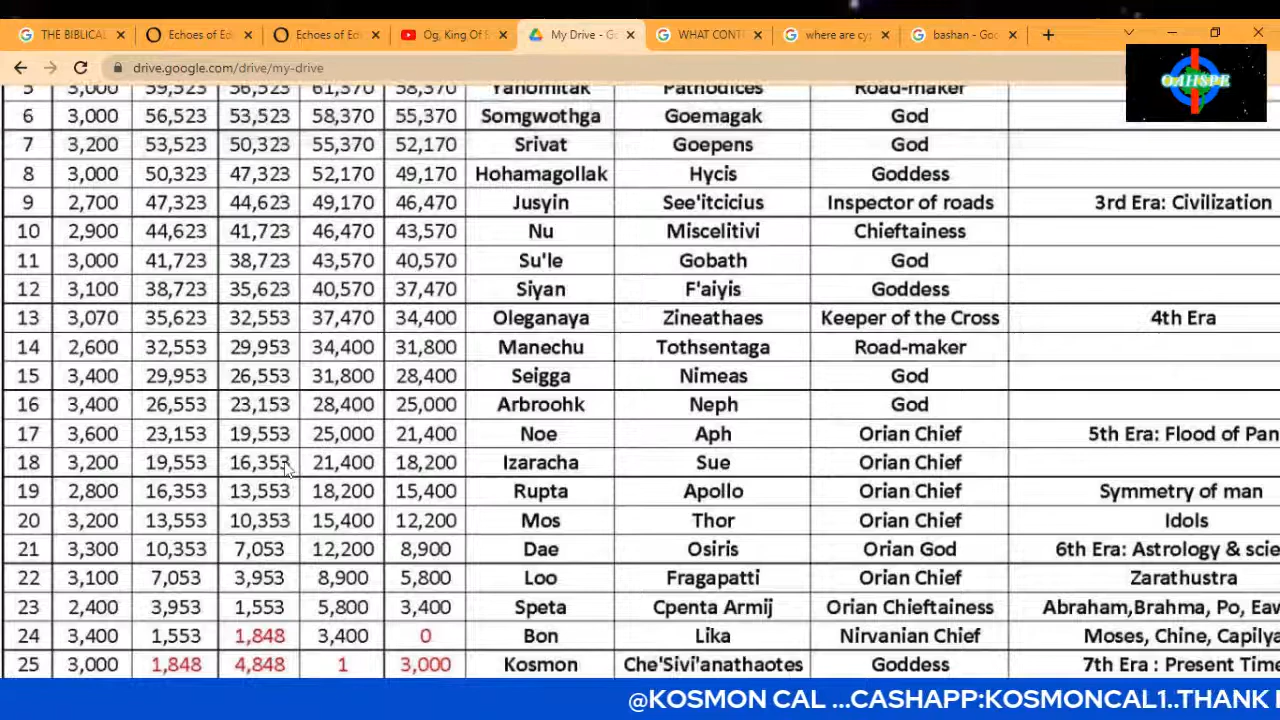 THE BIBLICAL
Echoes of Ed
Echoes of Ed
Og, King Of
My Drive - G
WHAT CONT
where are cy
bashan - Goo
drive.google.com/drive/my-drive
OAHSPE
5 3,000 59,523 56,523 61,370 58,370 Yanomitak Pathodices Road-maker
6 3,000 56,523 53,523 58,370 55,370 Somgwothga Goemagak God
7 3,200 53,523 50,323 55,370 52,170 Srivat Goepens God
8 3,000 50,323 47,323 52,170 49,170 Hohamagollak Hycis Goddess
9 2,700 47,323 44,623 49,170 46,470 Jusyin See'itcicius Inspector of roads 3rd Era: Civilization
10 2,900 44,623 41,723 46,470 43,570 Nu Miscelitivi Chieftainess
11 3,000 41,723 38,723 43,570 40,570 Su'le Gobath God
12 3,100 38,723 35,623 40,570 37,470 Siyan F'aiyis Goddess
13 3,070 35,623 32,553 37,470 34,400 Oleganaya Zineathaes Keeper of the Cross 4th Era
14 2,600 32,553 29,953 34,400 31,800 Manechu Tothsentaga Road-maker
15 3,400 29,953 26,553 31,800 28,400 Seigga Nimeas God
16 3,400 26,553 23,153 28,400 25,000 Arbroohk Neph God
17 3,600 23,153 19,553 25,000 21,400 Noe Aph Orian Chief 5th Era: Flood of Pan
18 3,200 19,553 16,353 21,400 18,200 Izaracha Sue Orian Chief
19 2,800 16,353 13,553 18,200 15,400 Rupta Apollo Orian Chief Symmetry of man
20 3,200 13,553 10,353 15,400 12,200 Mos Thor Orian Chief Idols
21 3,300 10,353 7,053 12,200 8,900 Dae Osiris Orian God 6th Era: Astrology & scie
22 3,100 7,053 3,953 8,900 5,800 Loo Fragapatti Orian Chief Zarathustra
23 2,400 3,953 1,553 5,800 3,400 Speta Cpenta Armij Orian Chieftainess Abraham,Brahma, Po, Eaw
24 3,400 1,553 1,848 3,400 0 Bon Lika Nirvanian Chief Moses, Chine, Capilya
25 3,000 1,848 4,848 1 3,000 Kosmon Che'Sivi'anathaotes Goddess 7th Era : Present Time
@KOSMON CAL ...CASHAPP:KOSMONCAL1..THANK